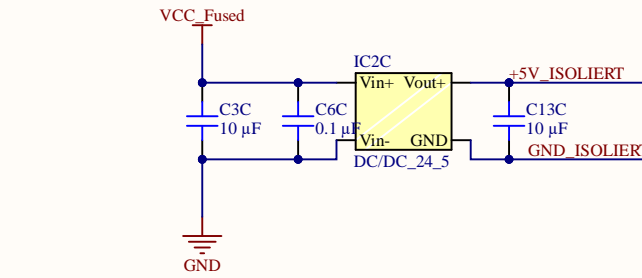 VCC_Fused
IC2C
Vin+ Vout+
+5V_ISOLIERT
C3C
10 µF
C6C
0.1 µF
C13C
10 µF
Vin- GND
GND_ISOLIERT
DC/DC_24_5
GND